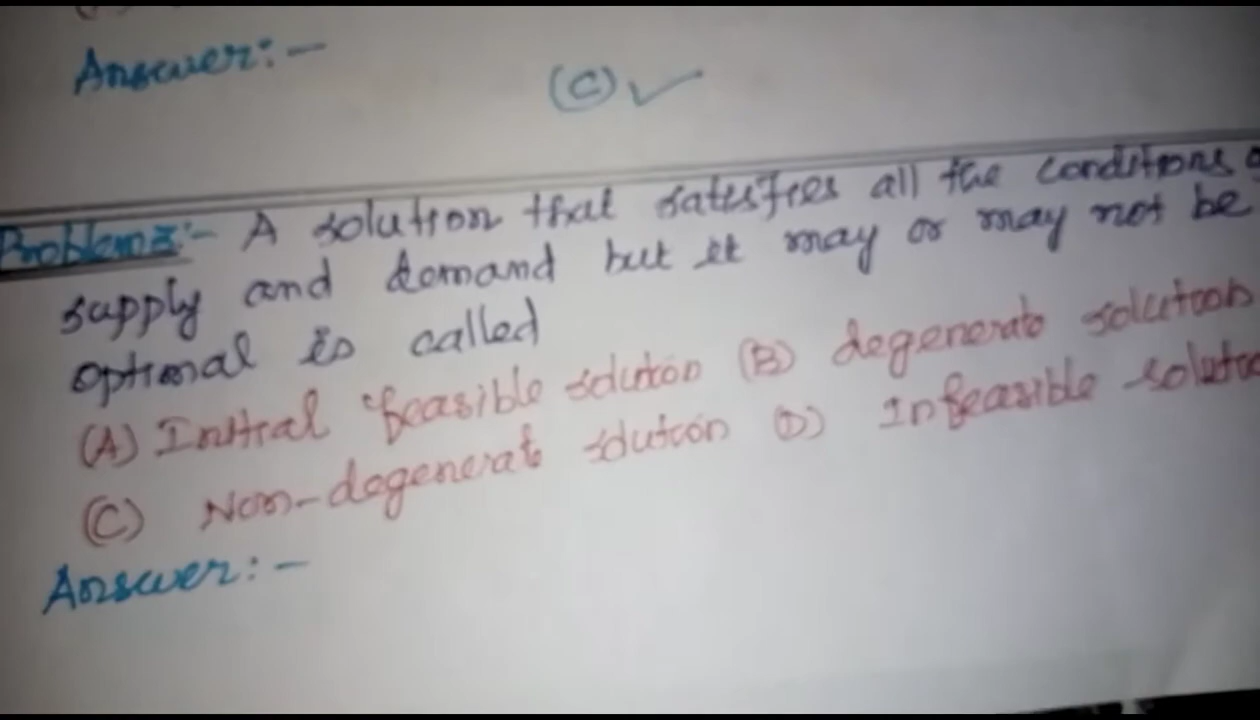 Answer:-
(C) ✓
Problem:- A solution that satisfies all the conditions
supply and demand but it may or may not be
optimal is called
(A) Initial feasible solution (B) degenerate solution
(C) Non-degenerate solution (D) Infeasible
Answer:-